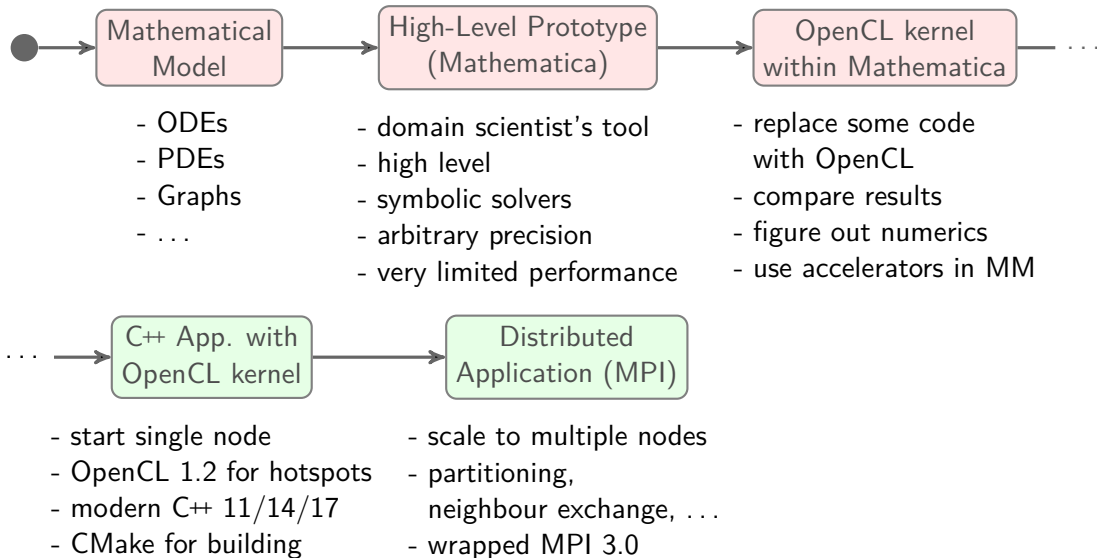 Mathematical
Model
High-Level Prototype
(Mathematica)
OpenCL kernel
within Mathematica
...
- ODEs
- PDEs
- Graphs
- ...
- domain scientist's tool
- high level
- symbolic solvers
- arbitrary precision
- very limited performance
- replace some code
with OpenCL
- compare results
- figure out numerics
- use accelerators in MM
...
C++ App. with
OpenCL kernel
Distributed
Application (MPI)
- start single node
- OpenCL 1.2 for hotspots
- modern C++ 11/14/17
- CMake for building
- scale to multiple nodes
- partitioning,
neighbour exchange, ...
- wrapped MPI 3.0